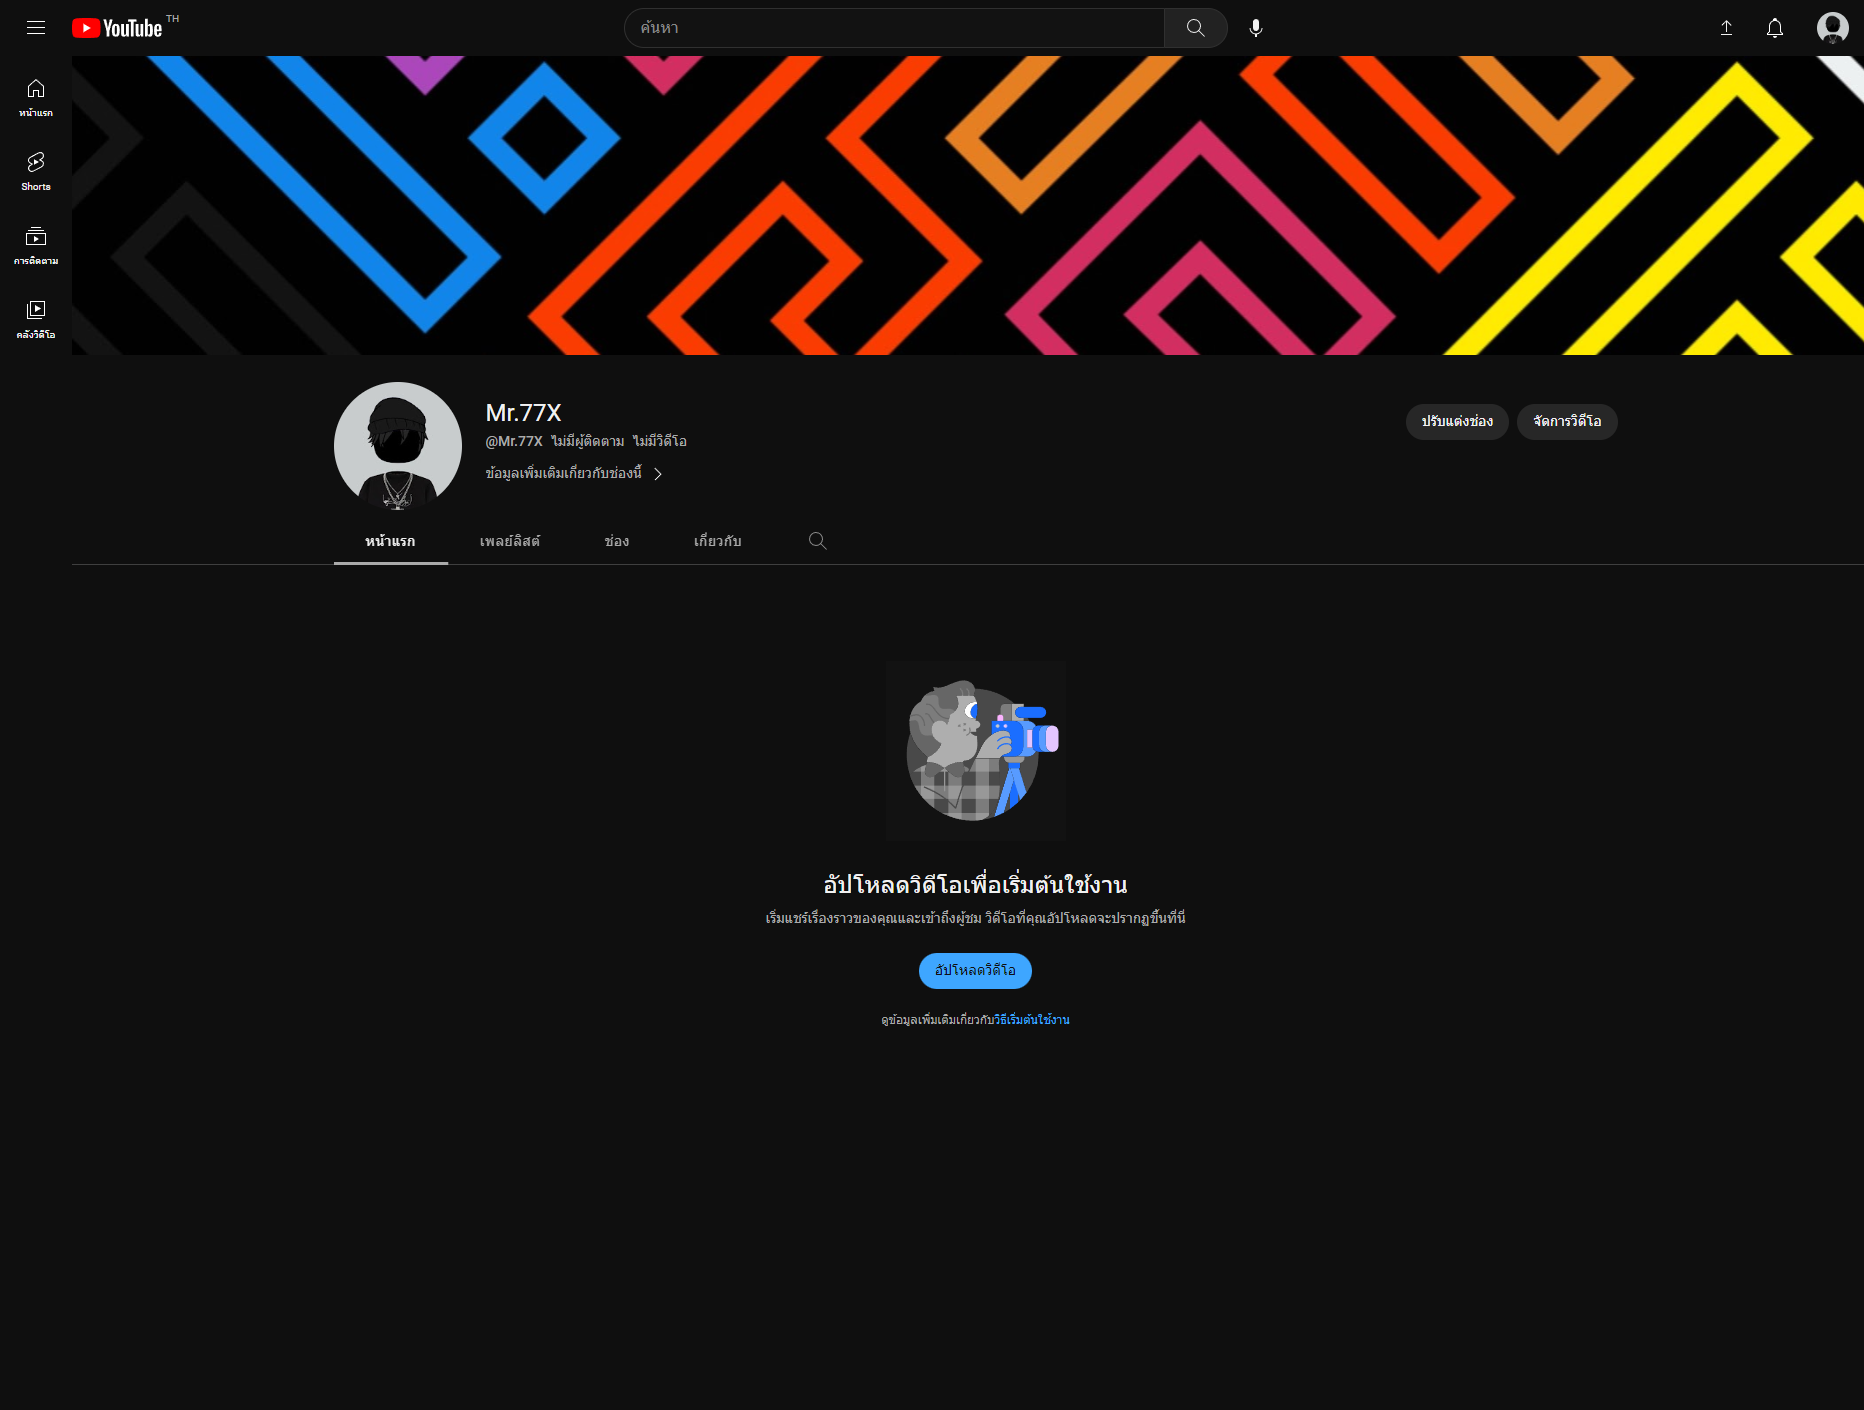 YouTube TH
ค้นหา
หน้าแรก
Shorts
การติดตาม
คลังวิดีโอ
Mr.77X
@Mr.77X ไม่มีผู้ติดตาม ไม่มีวิดีโอ
ข้อมูลเพิ่มเติมเกี่ยวกับช่องนี้
ปรับแต่งช่อง จัดการวิดีโอ
หน้าแรก เพลย์ลิสต์ ช่อง เกี่ยวกับ
อัปโหลดวิดีโอเพื่อเริ่มต้นใช้งาน
เริ่มแชร์เรื่องราวของคุณและเข้าถึงผู้ชม วิดีโอที่คุณอัปโหลดจะปรากฏขึ้นที่นี่
อัปโหลดวิดีโอ
ดูข้อมูลเพิ่มเติมเกี่ยวกับวิธีเริ่มต้นใช้งาน